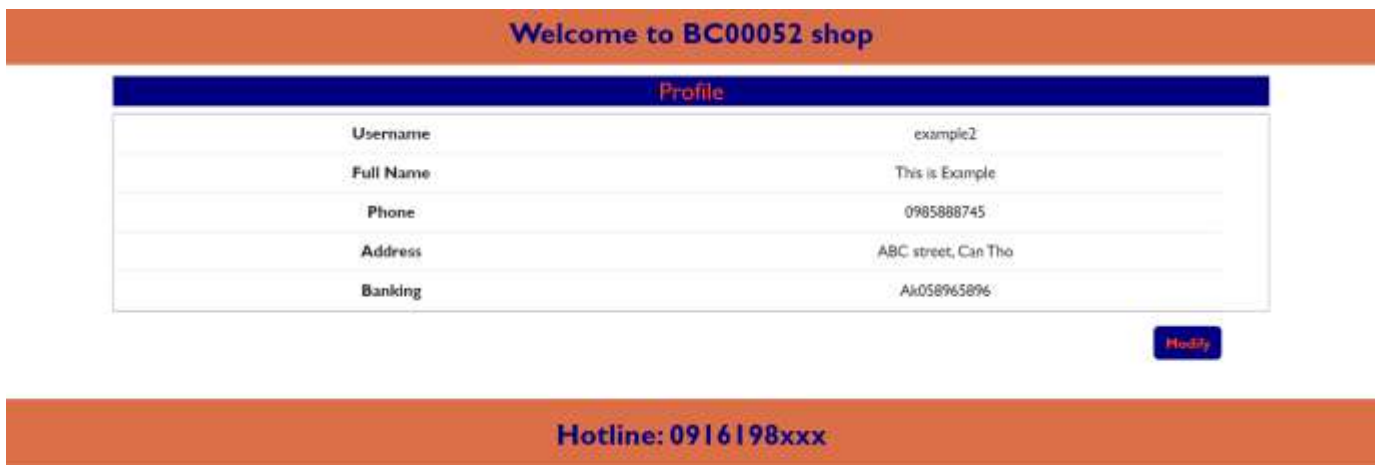 Welcome to BC00052 shop
Profile
Username example2
Full Name This is Example
Phone 0985888745
Address ABC street, Can Tho
Banking Ak058965896
Modify
Hotline: 0916198xxx